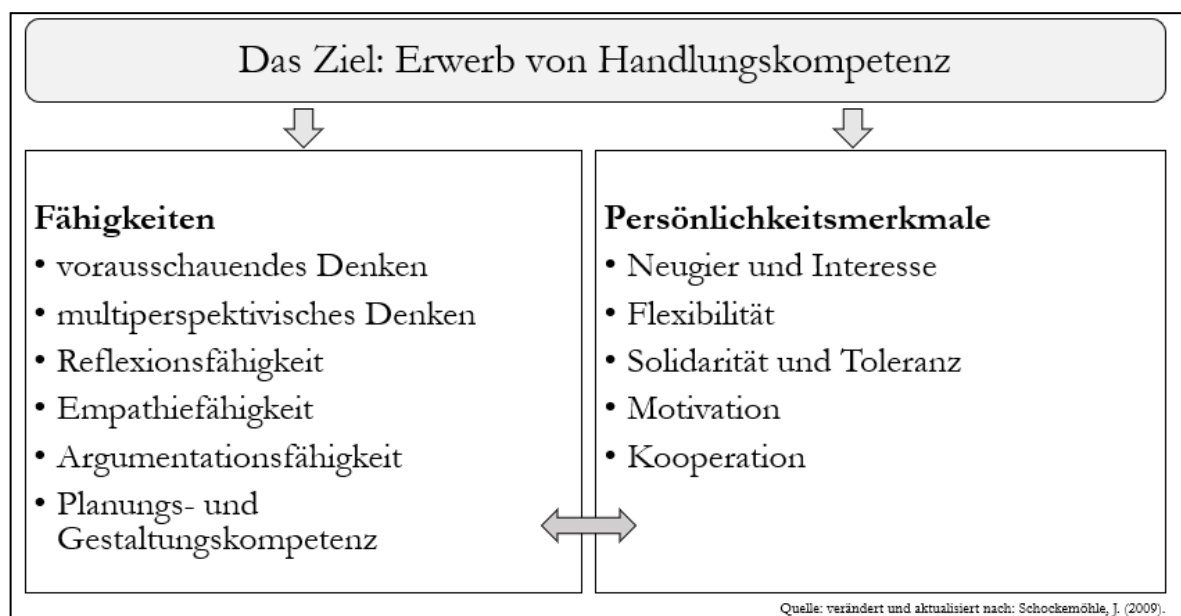 Das Ziel: Erwerb von Handlungskompetenz
Fähigkeiten
• vorausschauendes Denken
• multiperspektivisches Denken
• Reflexionsfähigkeit
• Empathiefähigkeit
• Argumentationsfähigkeit
• Planungs- und
Gestaltungskompetenz
Persönlichkeitsmerkmale
• Neugier und Interesse
• Flexibilität
• Solidarität und Toleranz
• Motivation
• Kooperation
Quelle: verändert und aktualisiert nach: Schockemöhle, J. (2009).